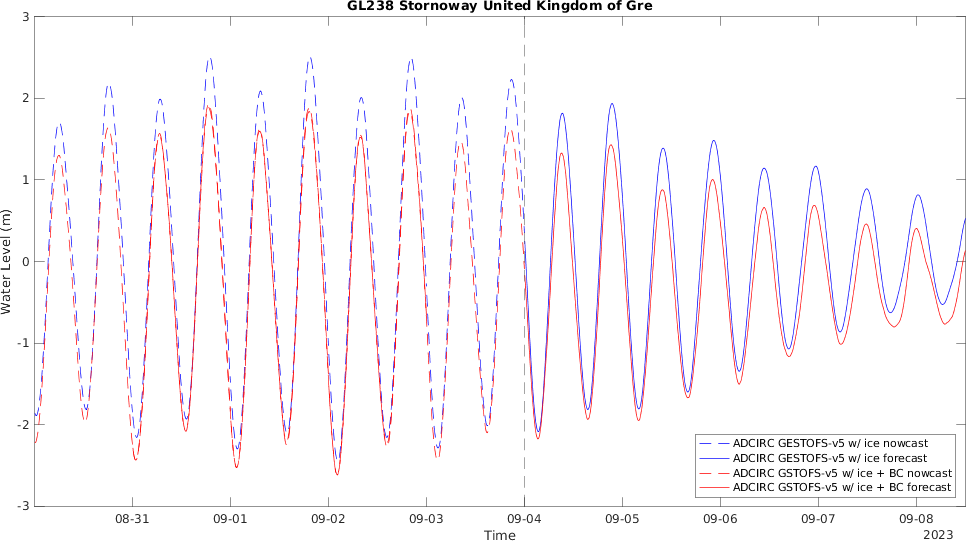 GL238 Stornoway United Kingdom of Gre
3
2
1
0
-1
-2
-3
Water Level (m)
08-31
09-01
09-02
09-03
09-04
09-05
09-06
09-07
09-08
Time
2023
ADCIRC GESTOFS-v5 w/ ice nowcast
ADCIRC GESTOFS-v5 w/ ice forecast
ADCIRC GSTOFS-v5 w/ ice + BC nowcast
ADCIRC GSTOFS-v5 w/ ice + BC forecast